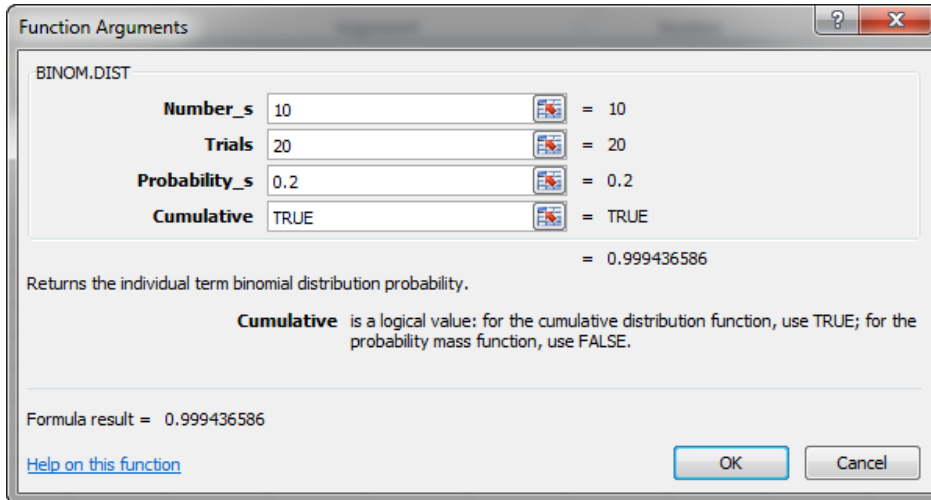 Function Arguments
BINOM.DIST
Number_s 10 = 10
Trials 20 = 20
Probability_s 0.2 = 0.2
Cumulative TRUE = TRUE
= 0.999436586
Returns the individual term binomial distribution probability.
Cumulative is a logical value: for the cumulative distribution function, use TRUE; for the
probability mass function, use FALSE.
Formula result = 0.999436586
Help on this function OK Cancel